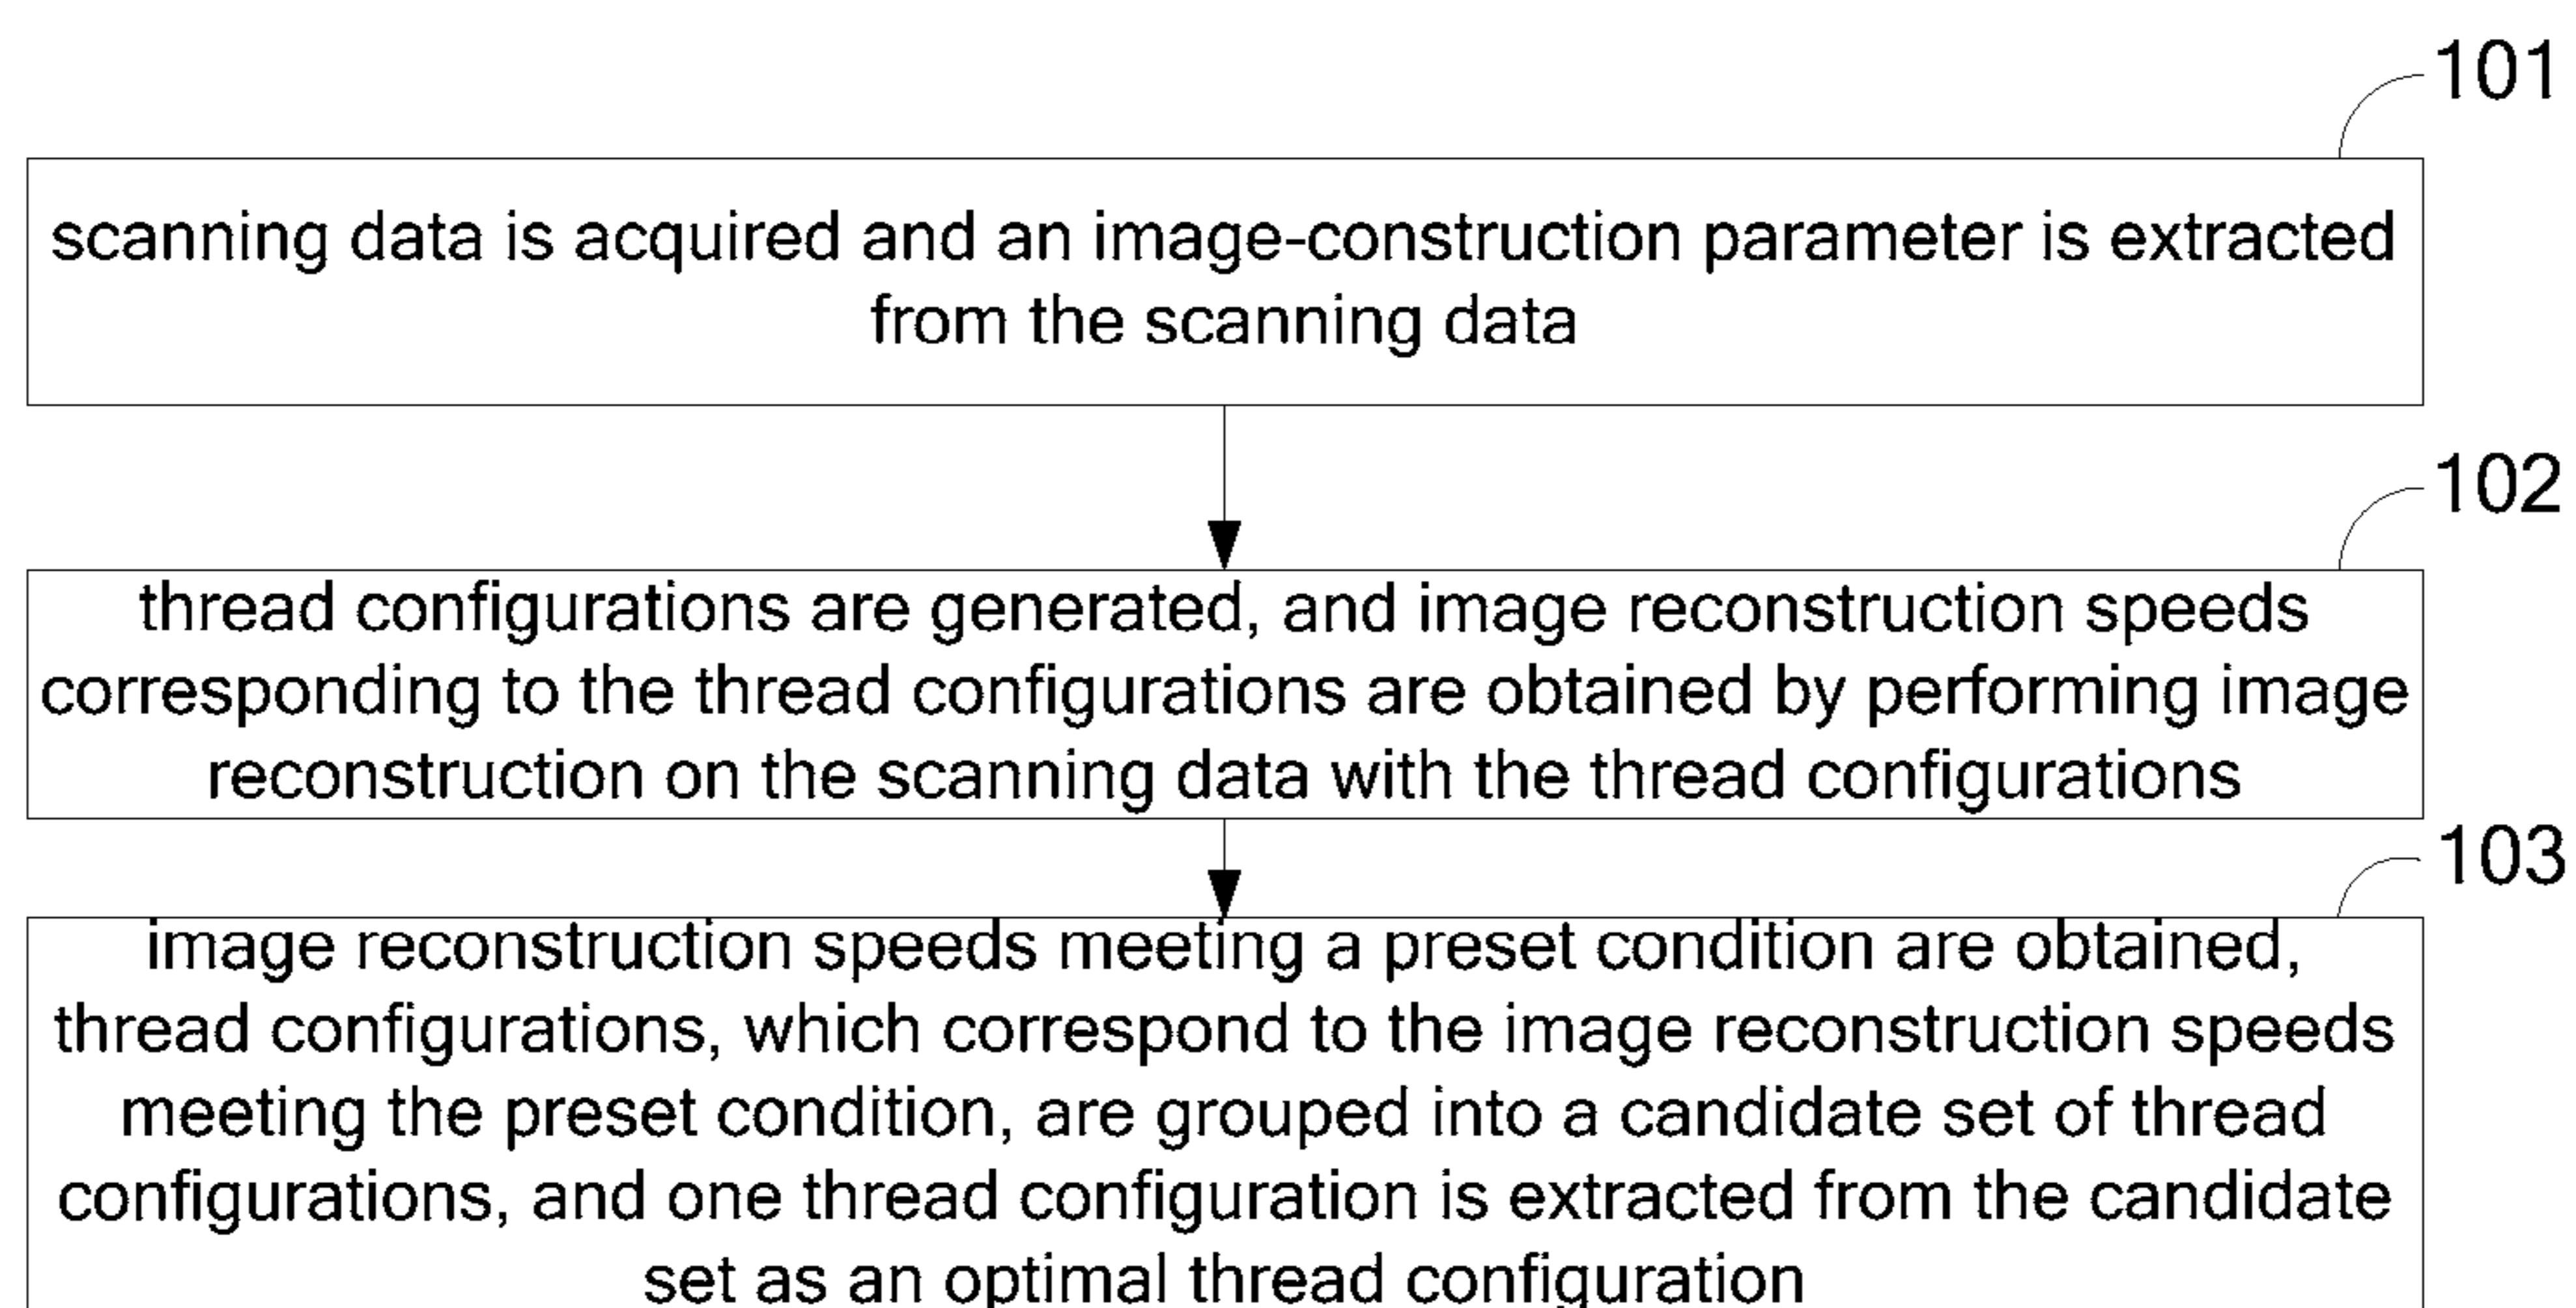 101
scanning data is acquired and an image-construction parameter is extracted
from the scanning data
102
thread configurations are generated, and image reconstruction speeds
corresponding to the thread configurations are obtained by performing image
reconstruction on the scanning data with the thread configurations
103
image reconstruction speeds meeting a preset condition are obtained,
thread configurations, which correspond to the image reconstruction speeds
meeting the preset condition, are grouped into a candidate set of thread
configurations, and one thread configuration is extracted from the candidate
set as an optimal thread configuration